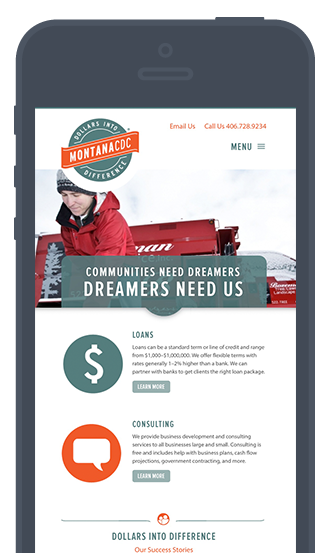 DOLLARS INTO
MONTANA CDC
DIFFERENCE
Email Us Call Us 406.728.9234
MENU
COMMUNITIES NEED DREAMERS
DREAMERS NEED US
$
LOANS
Loans can be a standard term or line of credit and range
from $1,000–$1,000,000. We offer flexible terms with
rates generally 1–2% higher than a bank. We can
partner with banks to get clients the right loan package.
LEARN MORE
CONSULTING
We provide business development and consulting
services to all businesses large and small. Consulting is
free and includes help with business plans, cash flow
projections, government contracting, and more.
LEARN MORE
DOLLARS INTO DIFFERENCE
Our Success Stories